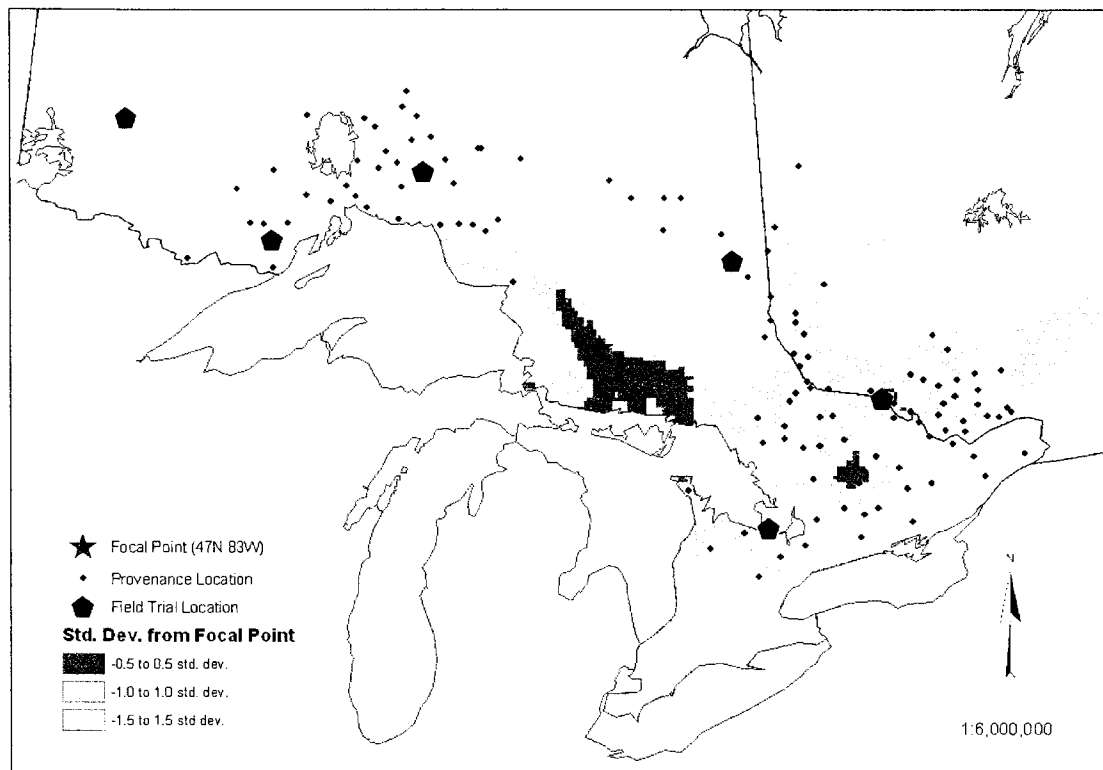 Focal Point (47N 83W)
Provenance Location
Field Trial Location
Std. Dev. from Focal Point
-0.5 to 0.5 std. dev.
-1.0 to 1.0 std. dev.
-1.5 to 1.5 std dev.
N
1:6,000,000